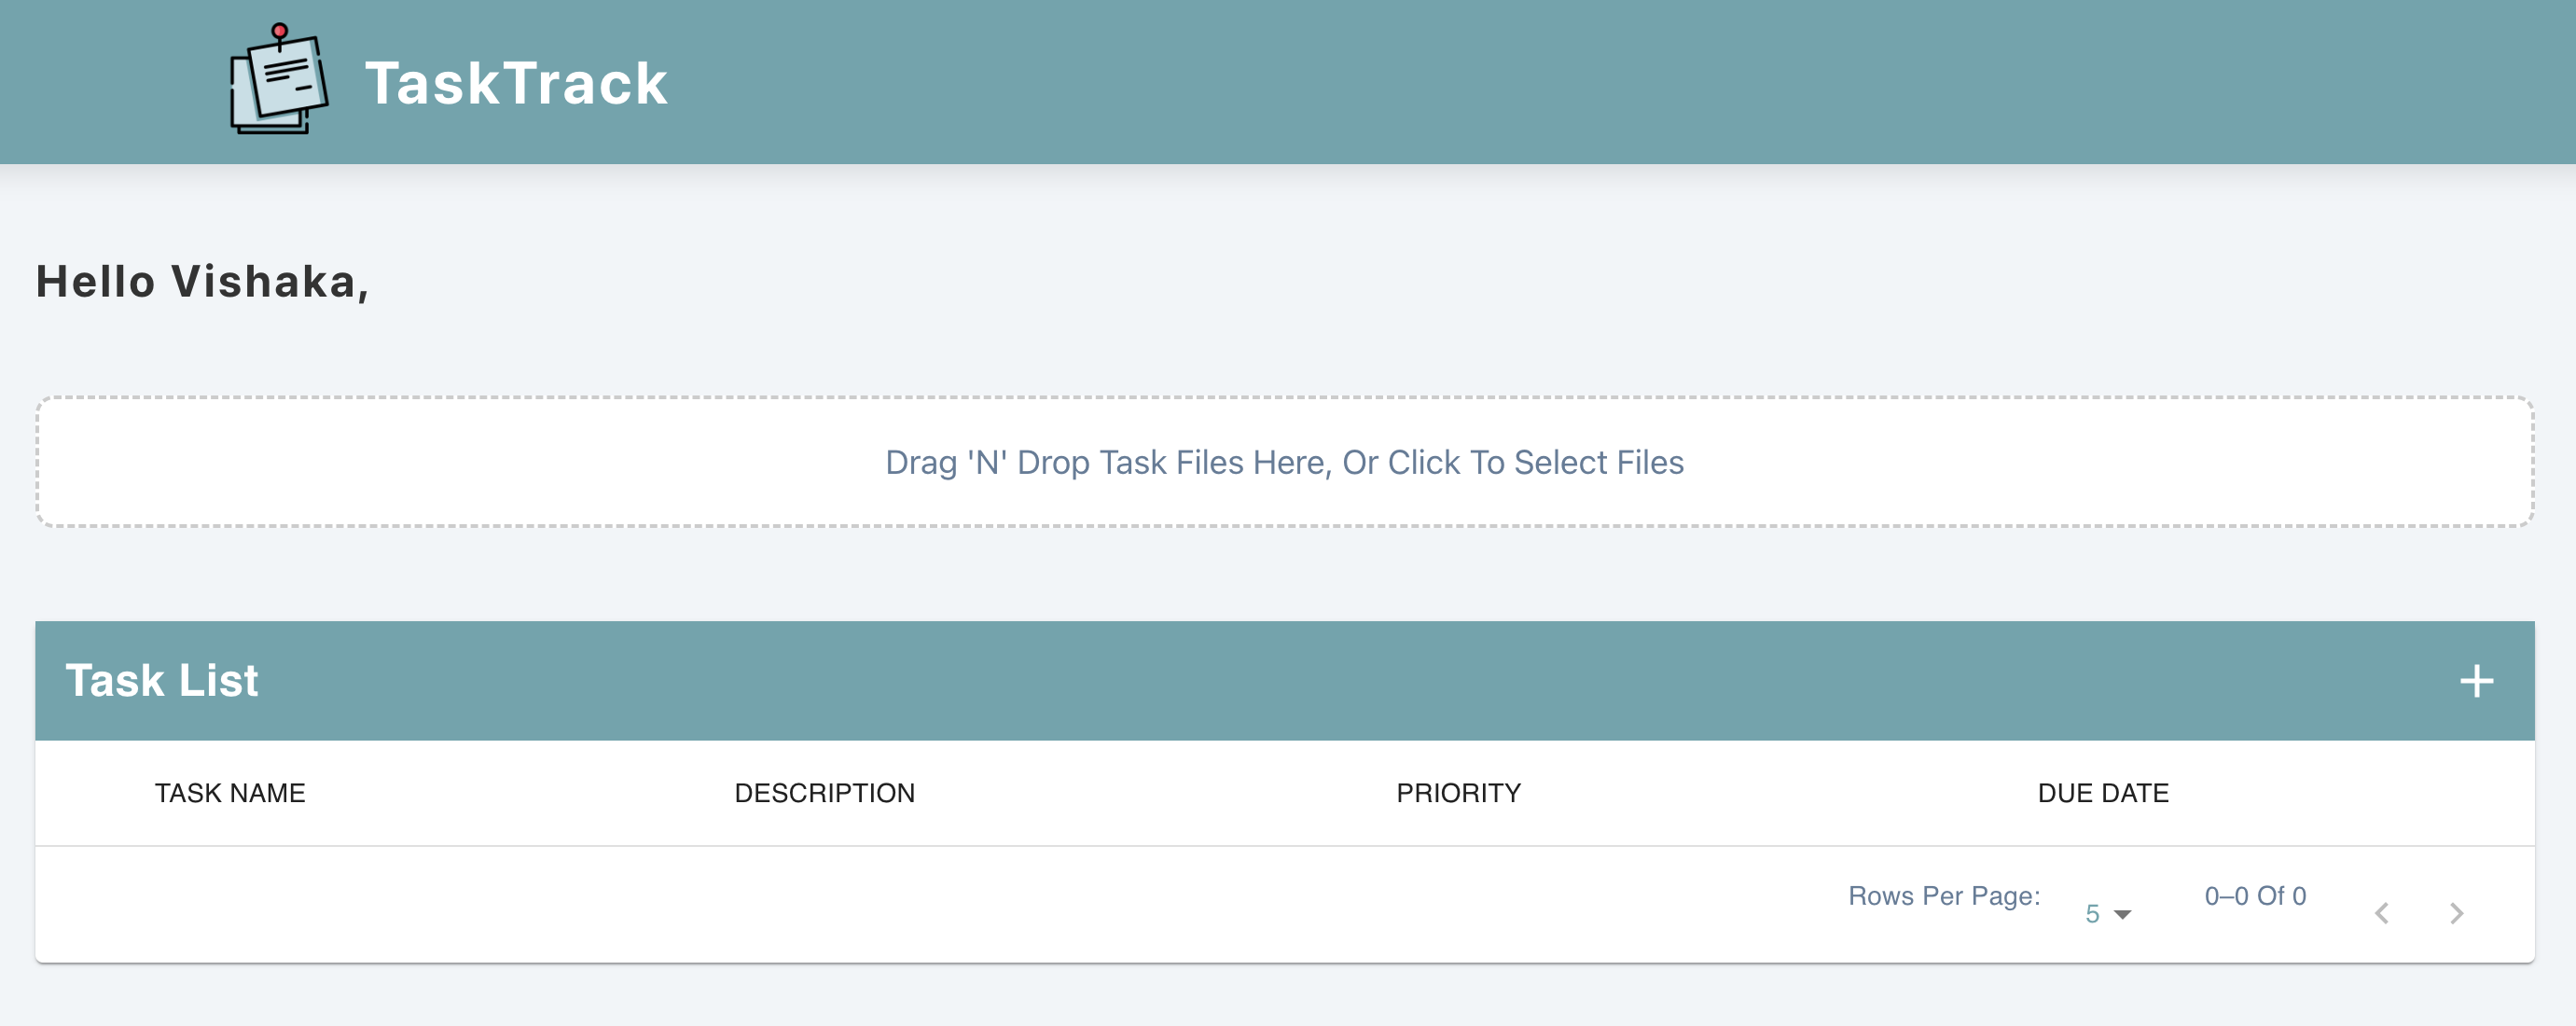 TaskTrack
Hello Vishaka,
Drag 'N' Drop Task Files Here, Or Click To Select Files
Task List
TASK NAME DESCRIPTION PRIORITY DUE DATE
Rows Per Page: 5 0–0 Of 0